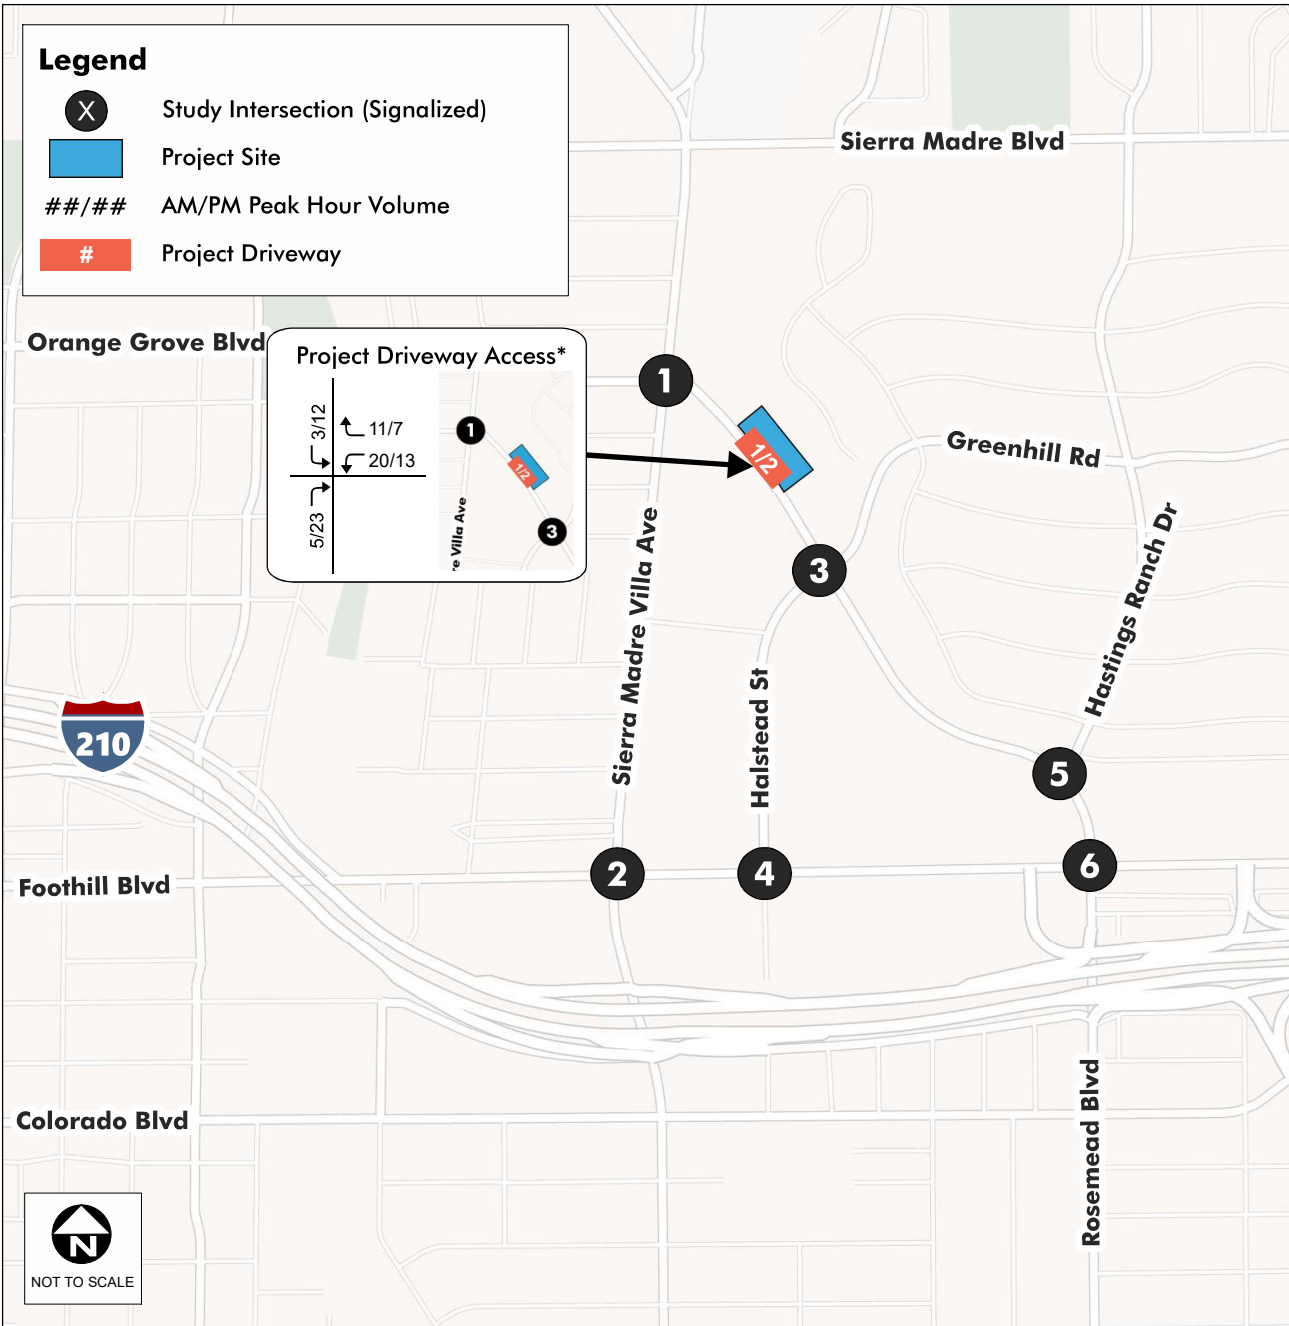 Legend
X Study Intersection (Signalized)
Project Site
##/## AM/PM Peak Hour Volume
# Project Driveway
Sierra Madre Blvd
Orange Grove Blvd
Project Driveway Access*
3/12
11/7
20/13
5/23
1
1/2
3
re Villa Ave
1
1/2
Greenhill Rd
3
Sierra Madre Villa Ave
Halstead St
Hastings Ranch Dr
210
5
Foothill Blvd
2
4
6
Colorado Blvd
Rosemead Blvd
N
NOT TO SCALE